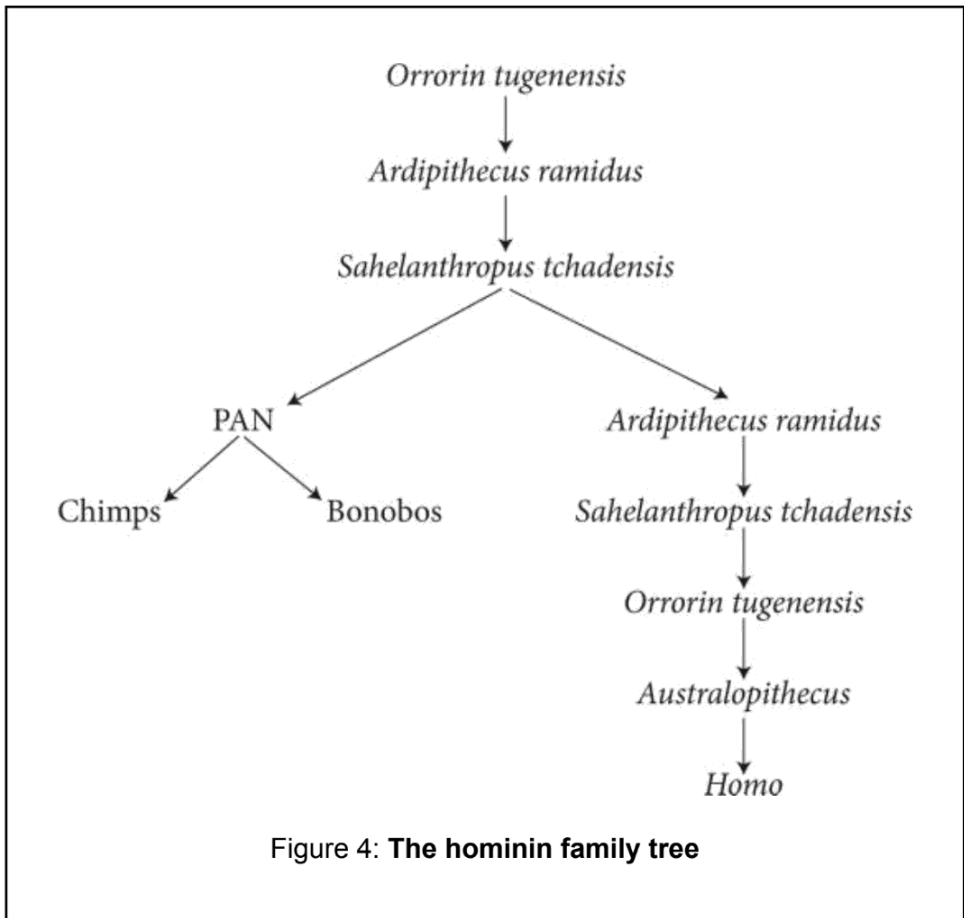 Orrorin tugenensis
Ardipithecus ramidus
Sahelanthropus tchadensis
PAN
Ardipithecus ramidus
Chimps
Bonobos
Sahelanthropus tchadensis
Orrorin tugenensis
Australopithecus
Homo
Figure 4: The hominin family tree